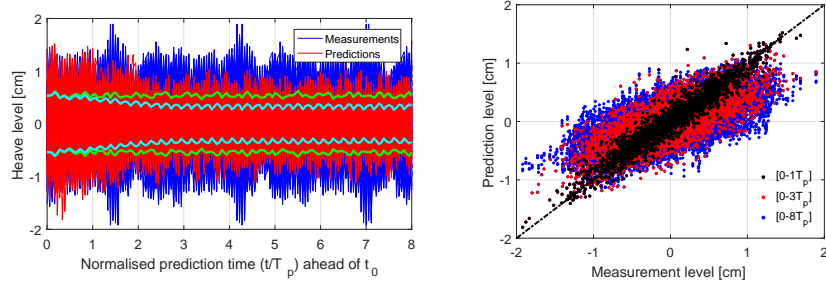 Heave level [cm]
2
1
0
-1
-2
0 1 2 3 4 5 6 7 8
Normalised prediction time (t/T_p) ahead of t_0
Measurements
Predictions
Prediction level [cm]
2
1
0
-1
-2
-2 -1 0 1 2
Measurement level [cm]
[0-1T_p]
[0-3T_p]
[0-8T_p]